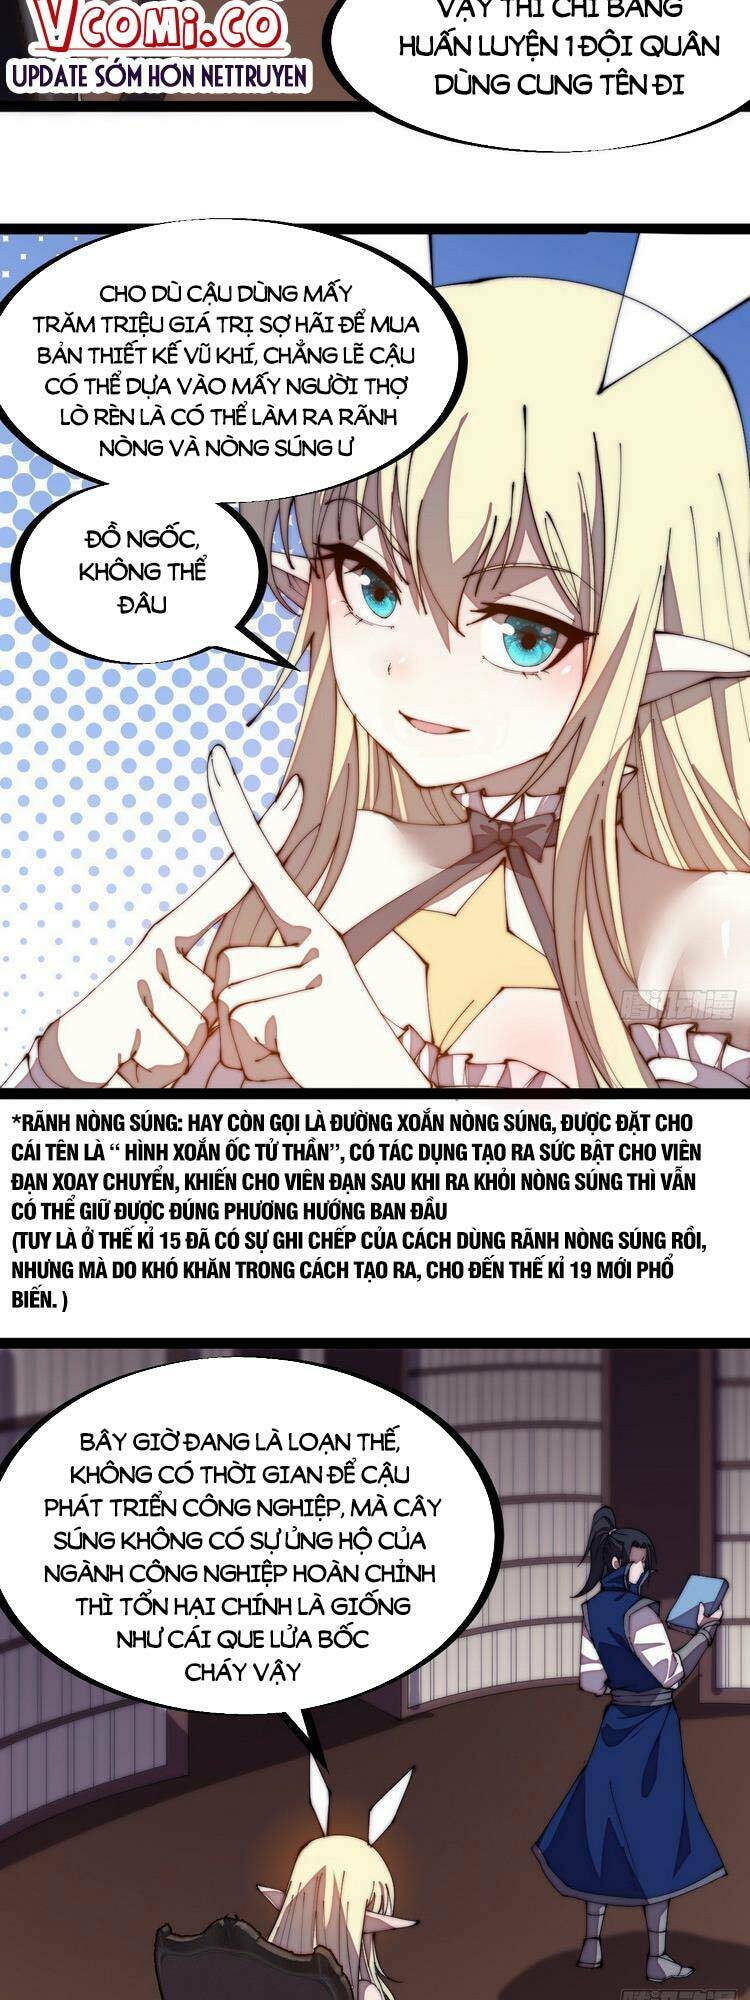 Vcomi.co
UPDATE SỚM HƠN NETTRUYEN
VẬY THÌ CHI BẰNG
HUẤN LUYỆN 1 ĐỘI QUÂN
DÙNG CUNG TÊN ĐI
CHO DÙ CẬU DÙNG MẤY
TRĂM TRIỆU GIÁ TRỊ SỢ HÃI ĐỂ MUA
BẢN THIẾT KẾ VŨ KHÍ, CHẲNG LẼ CẬU
CÓ THỂ DỰA VÀO MẤY NGƯỜI THỢ
LÒ RÈN LÀ CÓ THỂ LÀM RA RÃNH
NÒNG VÀ NÒNG SÚNG Ư
ĐỒ NGỐC,
KHÔNG THỂ
ĐÂU
腾讯动漫
*RÃNH NÒNG SÚNG: HAY CÒN GỌI LÀ ĐƯỜNG XOẮN NÒNG SÚNG, ĐƯỢC ĐẶT CHO
CÁI TÊN LÀ “ HÌNH XOẮN ỐC TỬ THẦN”, CÓ TÁC DỤNG TẠO RA SỨC BẬT CHO VIÊN
ĐẠN XOAY CHUYỂN, KHIẾN CHO VIÊN ĐẠN SAU KHI RA KHỎI NÒNG SÚNG THÌ VẪN
CÓ THỂ GIỮ ĐƯỢC ĐÚNG PHƯƠNG HƯỚNG BAN ĐẦU
(TUY LÀ Ở THẾ KỈ 15 ĐÃ CÓ SỰ GHI CHẾP CỦA CÁCH DÙNG RÃNH NÒNG SÚNG RỒI,
NHƯNG MÀ DO KHÓ KHĂN TRONG CÁCH TẠO RA, CHO ĐẾN THẾ KỈ 19 MỚI PHỔ
BIẾN. )
BÂY GIỜ ĐANG LÀ LOẠN THẾ,
KHÔNG CÓ THỜI GIAN ĐỂ CẬU
PHÁT TRIỂN CÔNG NGHIỆP, MÀ CÂY
SÚNG KHÔNG CÓ SỰ ỦNG HỘ CỦA
NGÀNH CÔNG NGHIỆP HOÀN CHỈNH
THÌ TỔN HẠI CHÍNH LÀ GIỐNG
NHƯ CÁI QUE LỬA BỐC
CHÁY VẬY